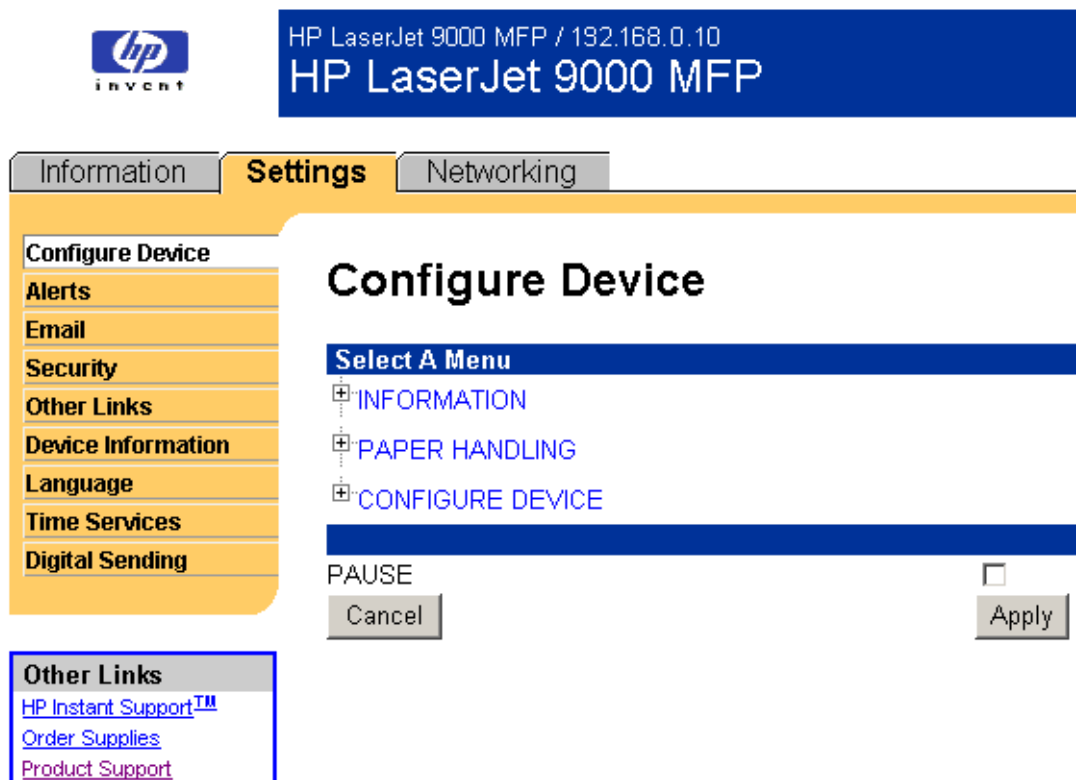 hp
invent
HP LaserJet 9000 MFP / 192.168.0.10
HP LaserJet 9000 MFP
Information
Settings
Networking
Configure Device
Alerts
Email
Security
Other Links
Device Information
Language
Time Services
Digital Sending
Configure Device
Select A Menu
INFORMATION
PAPER HANDLING
CONFIGURE DEVICE
PAUSE
Cancel
Apply
Other Links
HP Instant Support™
Order Supplies
Product Support